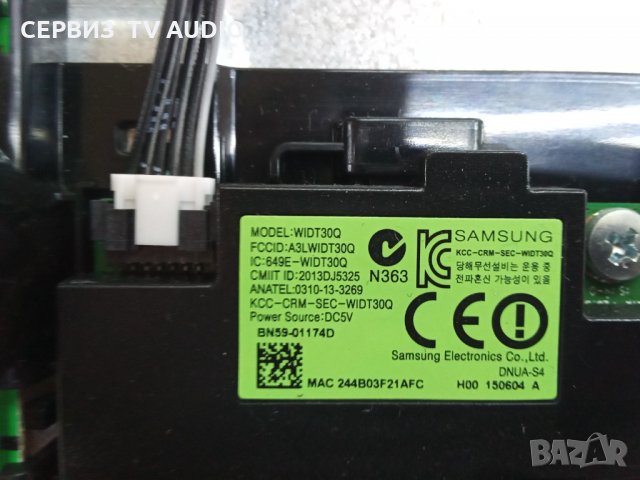 СЕРВИЗ TV AUDIO
MODEL:WIDT30Q
FCCID:A3LWIDT30Q
IC:649E-WIDT30Q
CMIIT ID:2013DJ5325
ANATEL:0310-13-3269
KCC-CRM-SEC-WIDT30Q
Power Source:DC5V
BN59-01174D
MAC 244B03F21AFC
N363
SAMSUNG
KCC-CRM-SEC-WIDT30Q
당해무선설비는 운용 중
전파혼신 가능성이 있음
CE
Samsung Electronics Co.,Ltd.
DNUA-S4
H00 150604 A
BAZAR